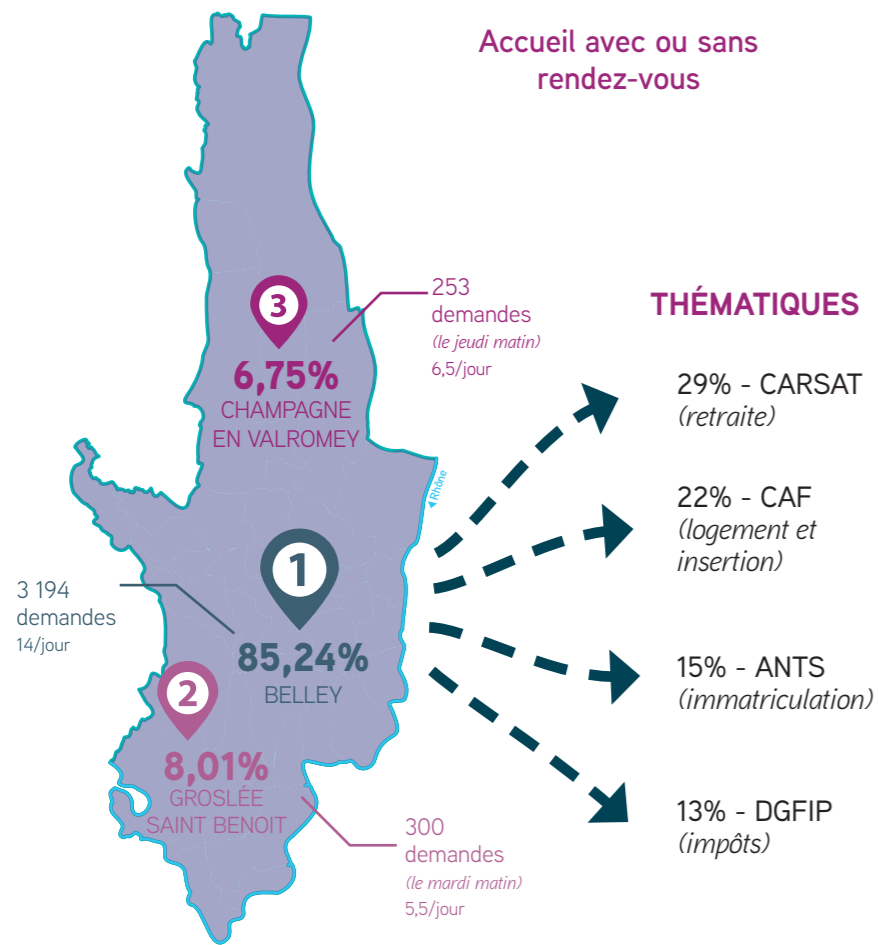 Accueil avec ou sans
rendez-vous
3
6,75%
CHAMPAGNE
EN VALROMEY
253
demandes
(le jeudi matin)
6,5/jour
Rhône
1
85,24%
BELLEY
3 194
demandes
14/jour
2
8,01%
GROSLÉE
SAINT BENOIT
300
demandes
(le mardi matin)
5,5/jour
THÉMATIQUES
29% - CARSAT
(retraite)
22% - CAF
(logement et
insertion)
15% - ANTS
(immatriculation)
13% - DGFIP
(impôts)